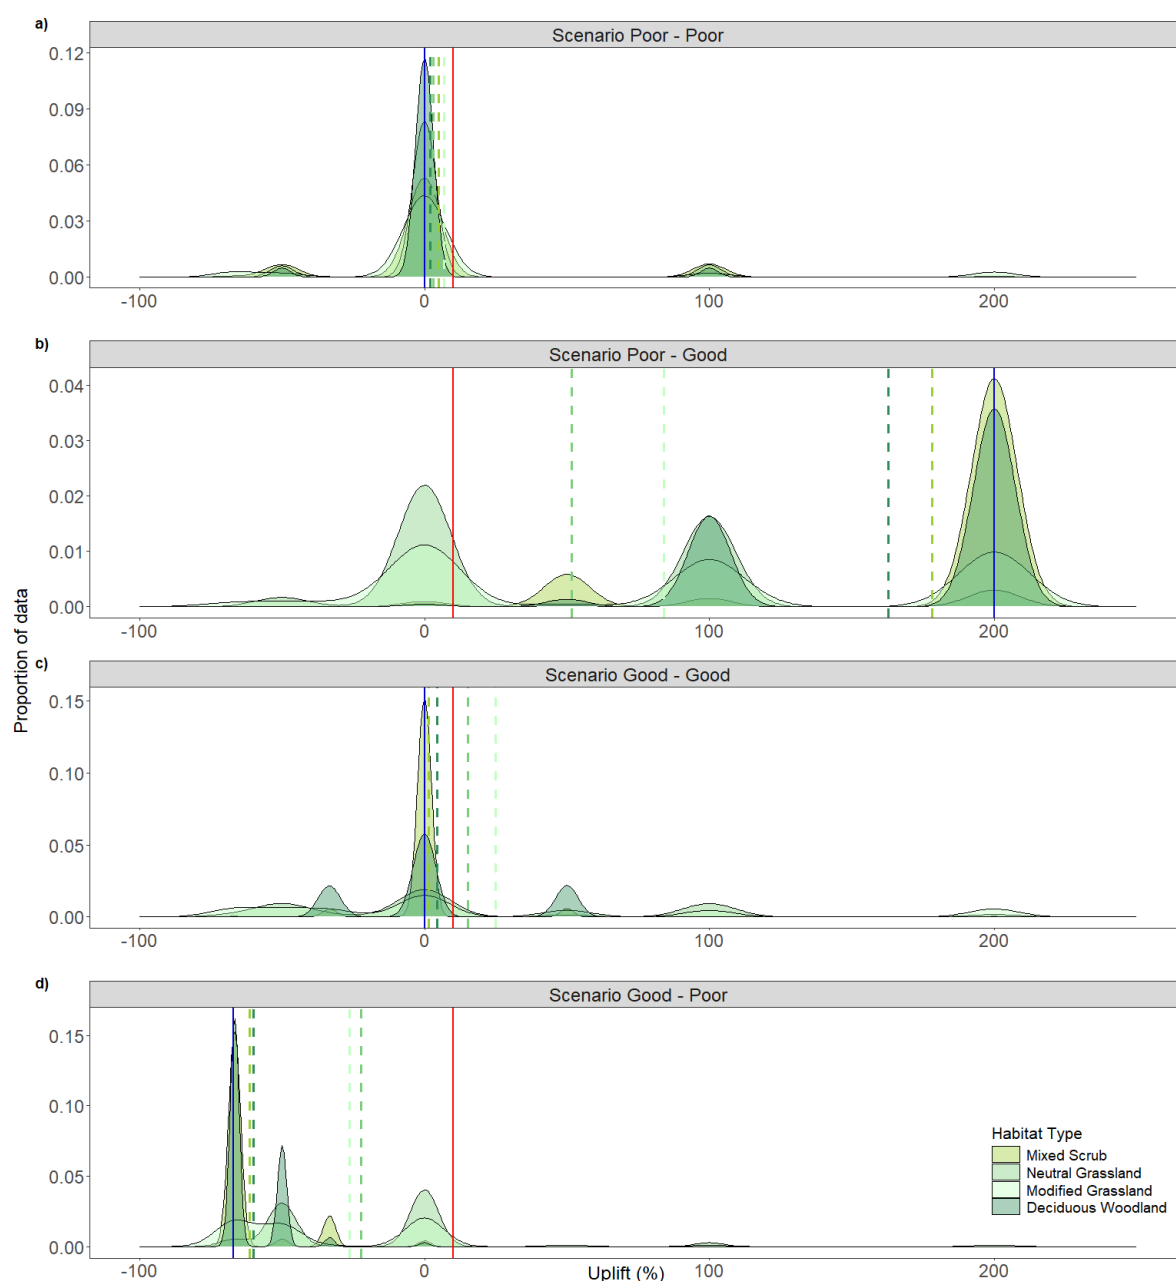 a)
Scenario Poor - Poor
0.12
0.09
0.06
0.03
0.00
-100 0 100 200
b)
Scenario Poor - Good
0.04
0.03
0.02
0.01
0.00
-100 0 100 200
c)
Scenario Good - Good
Proportion of data
0.15
0.10
0.05
0.00
-100 0 100 200
d)
Scenario Good - Poor
0.15
0.10
0.05
0.00
Habitat Type
Mixed Scrub
Neutral Grassland
Modified Grassland
Deciduous Woodland
-100 0 100 200
Uplift (%)